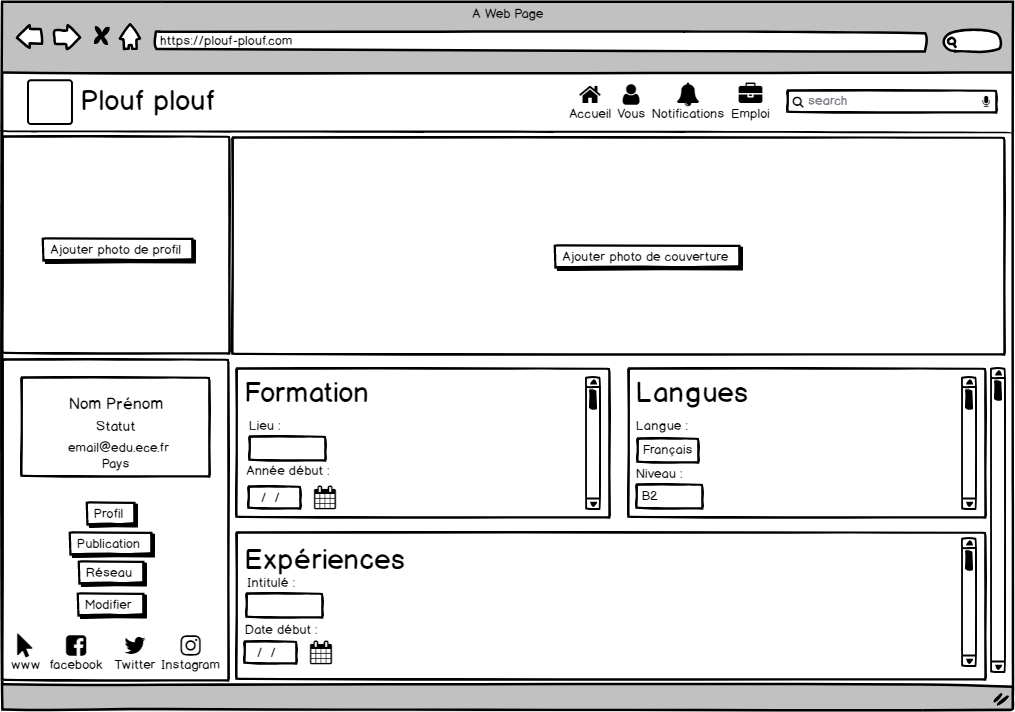 A Web Page
https://plouf-plouf.com
Plouf plouf
Accueil Vous Notifications Emploi
search
Ajouter photo de profil
Ajouter photo de couverture
Nom Prénom
Statut
email@edu.ece.fr
Pays
Profil
Publication
Réseau
Modifier
www facebook Twitter Instagram
Formation
Lieu :
Année début :
/ /
Langues
Langue :
Français
Niveau :
B2
Expériences
Intitulé :
Date début :
/ /